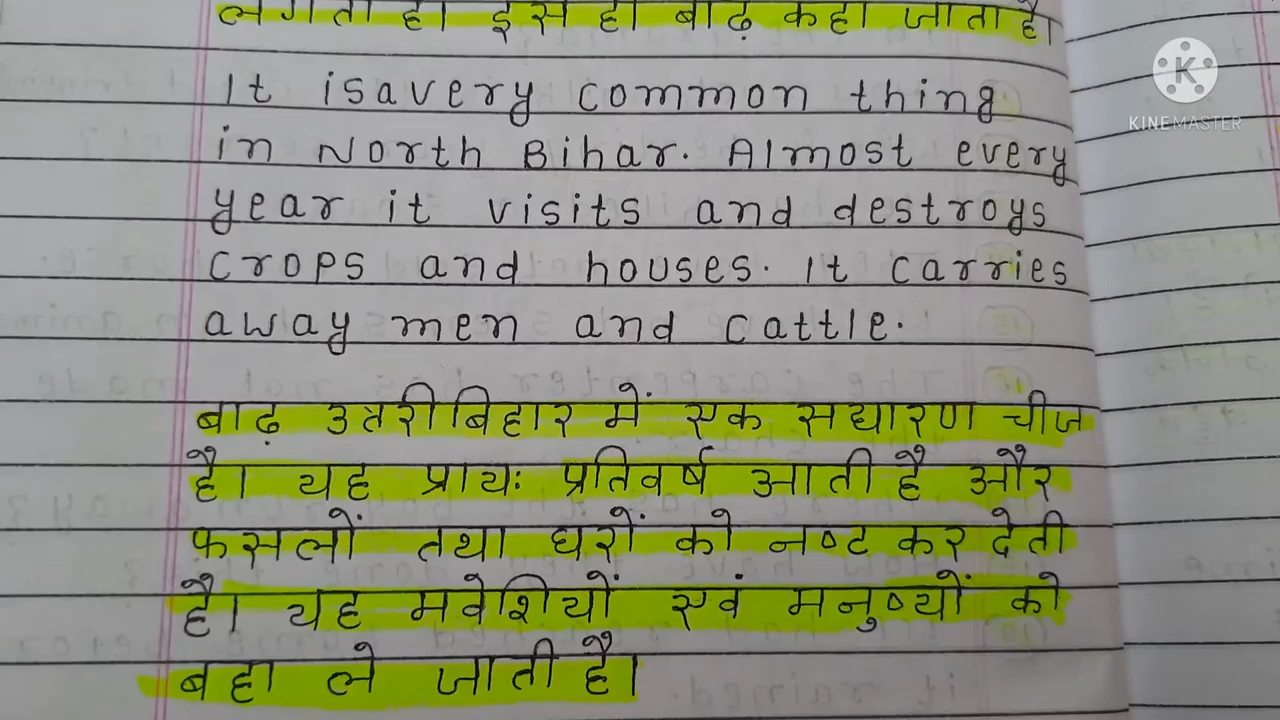 लगता है। इसे ही बाढ़ कहा जाता है।
It isavery common thing
in North Bihar. Almost every
year it visits and destroys
crops and houses. It carries
away men and cattle.
बाढ़ उतरी बिहार में एक सधारण चीज
है। यह प्रायः प्रतिवर्ष आती है और
फसलों तथा घरों को नष्ट कर देती
है। यह मवेशियों एवं मनुष्यों को
बहा ले जाती है।
K
KINEMASTER